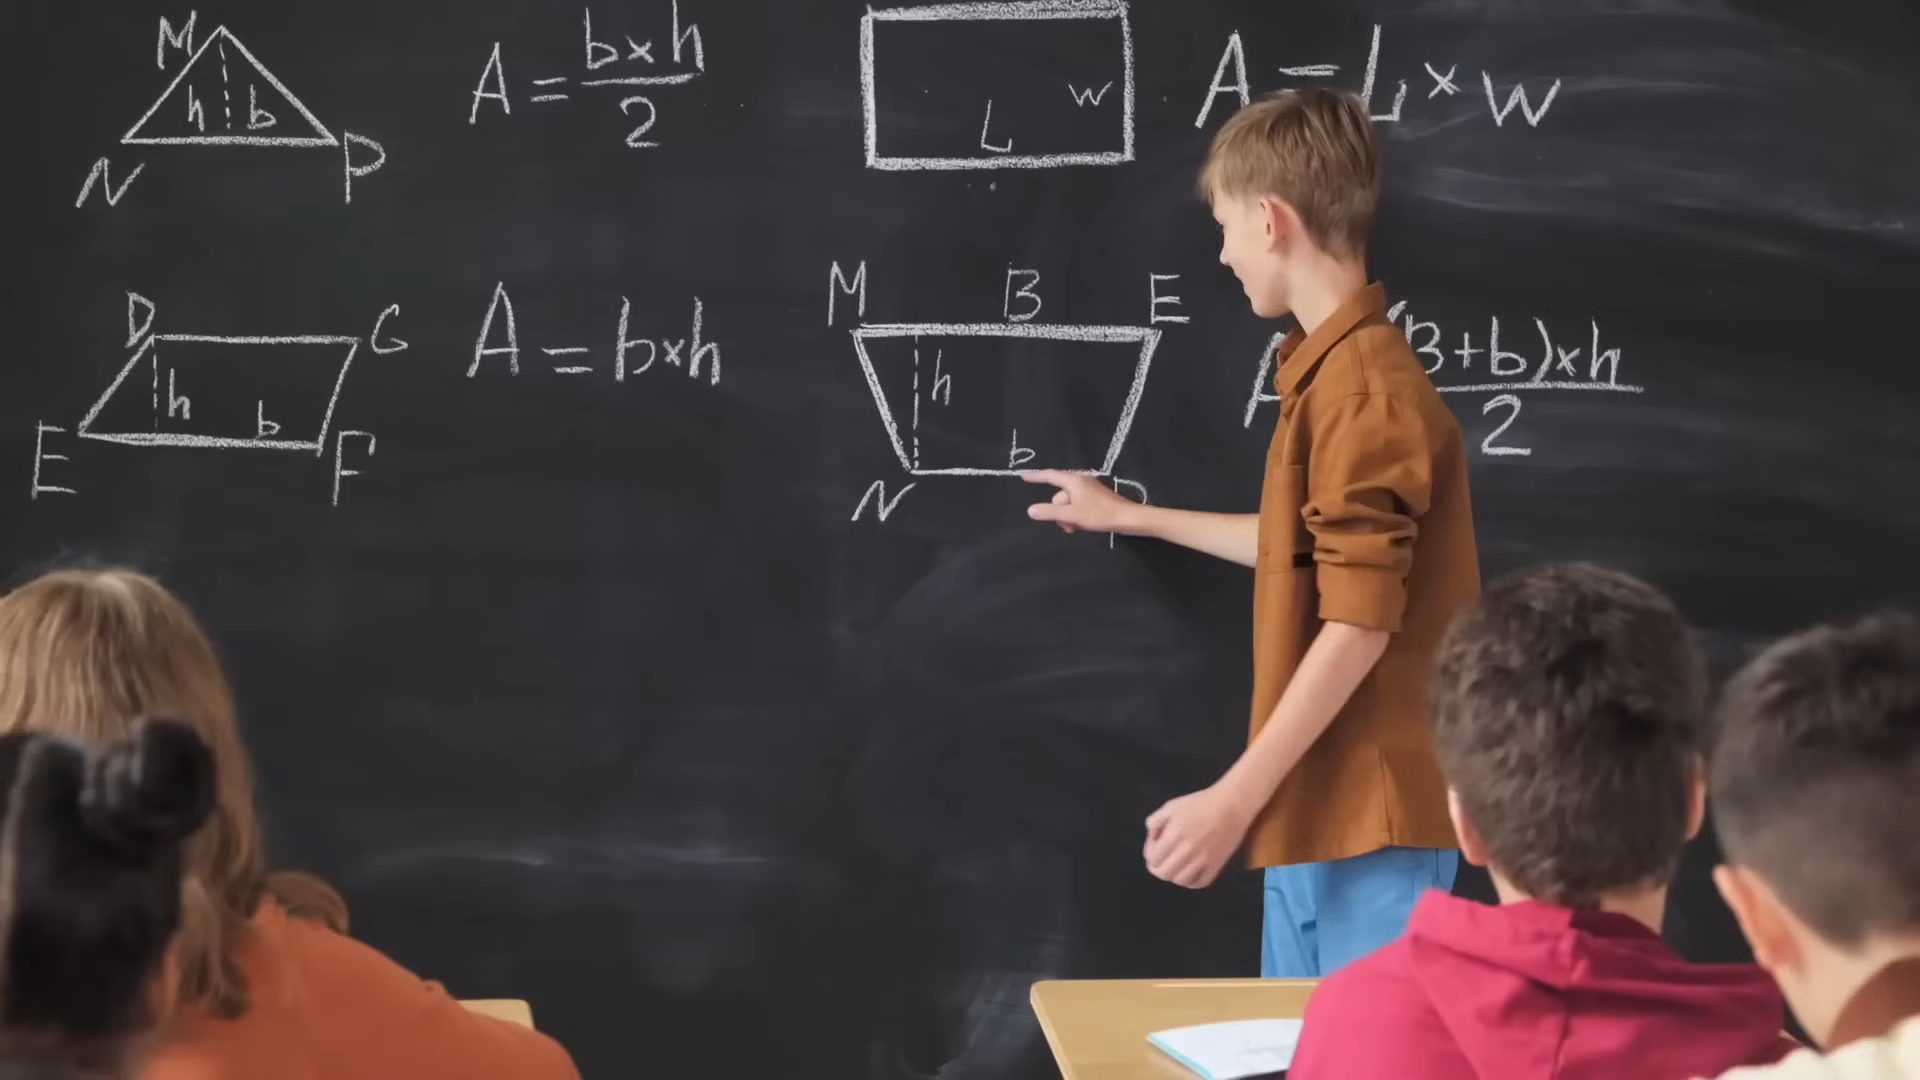 M
h b
N P
A = b×h / 2
L w
A = L × w
D G
h b
E F
A = b×h
M B E
h
b
N P
B+b)×h / 2